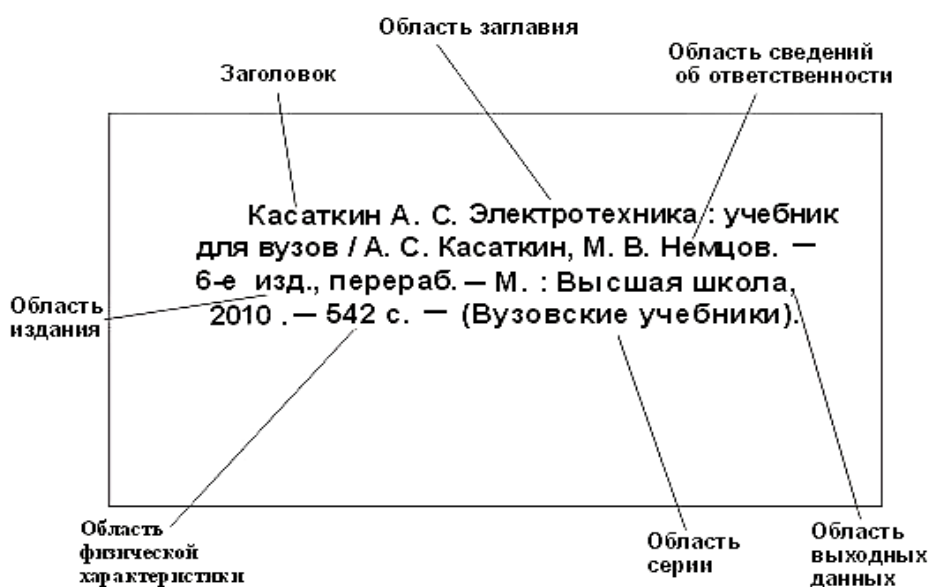 Область заглавия
Область сведений
об ответственности
Заголовок
Касаткин А. С. Электротехника : учебник
для вузов / А. С. Касаткин, М. В. Немцов. —
6-е изд., перераб. — М. : Высшая школа,
2010 .— 542 с. — (Вузовские учебники).
Область
издания
Область
физической
характеристики
Область
серии
Область
выходных
данных